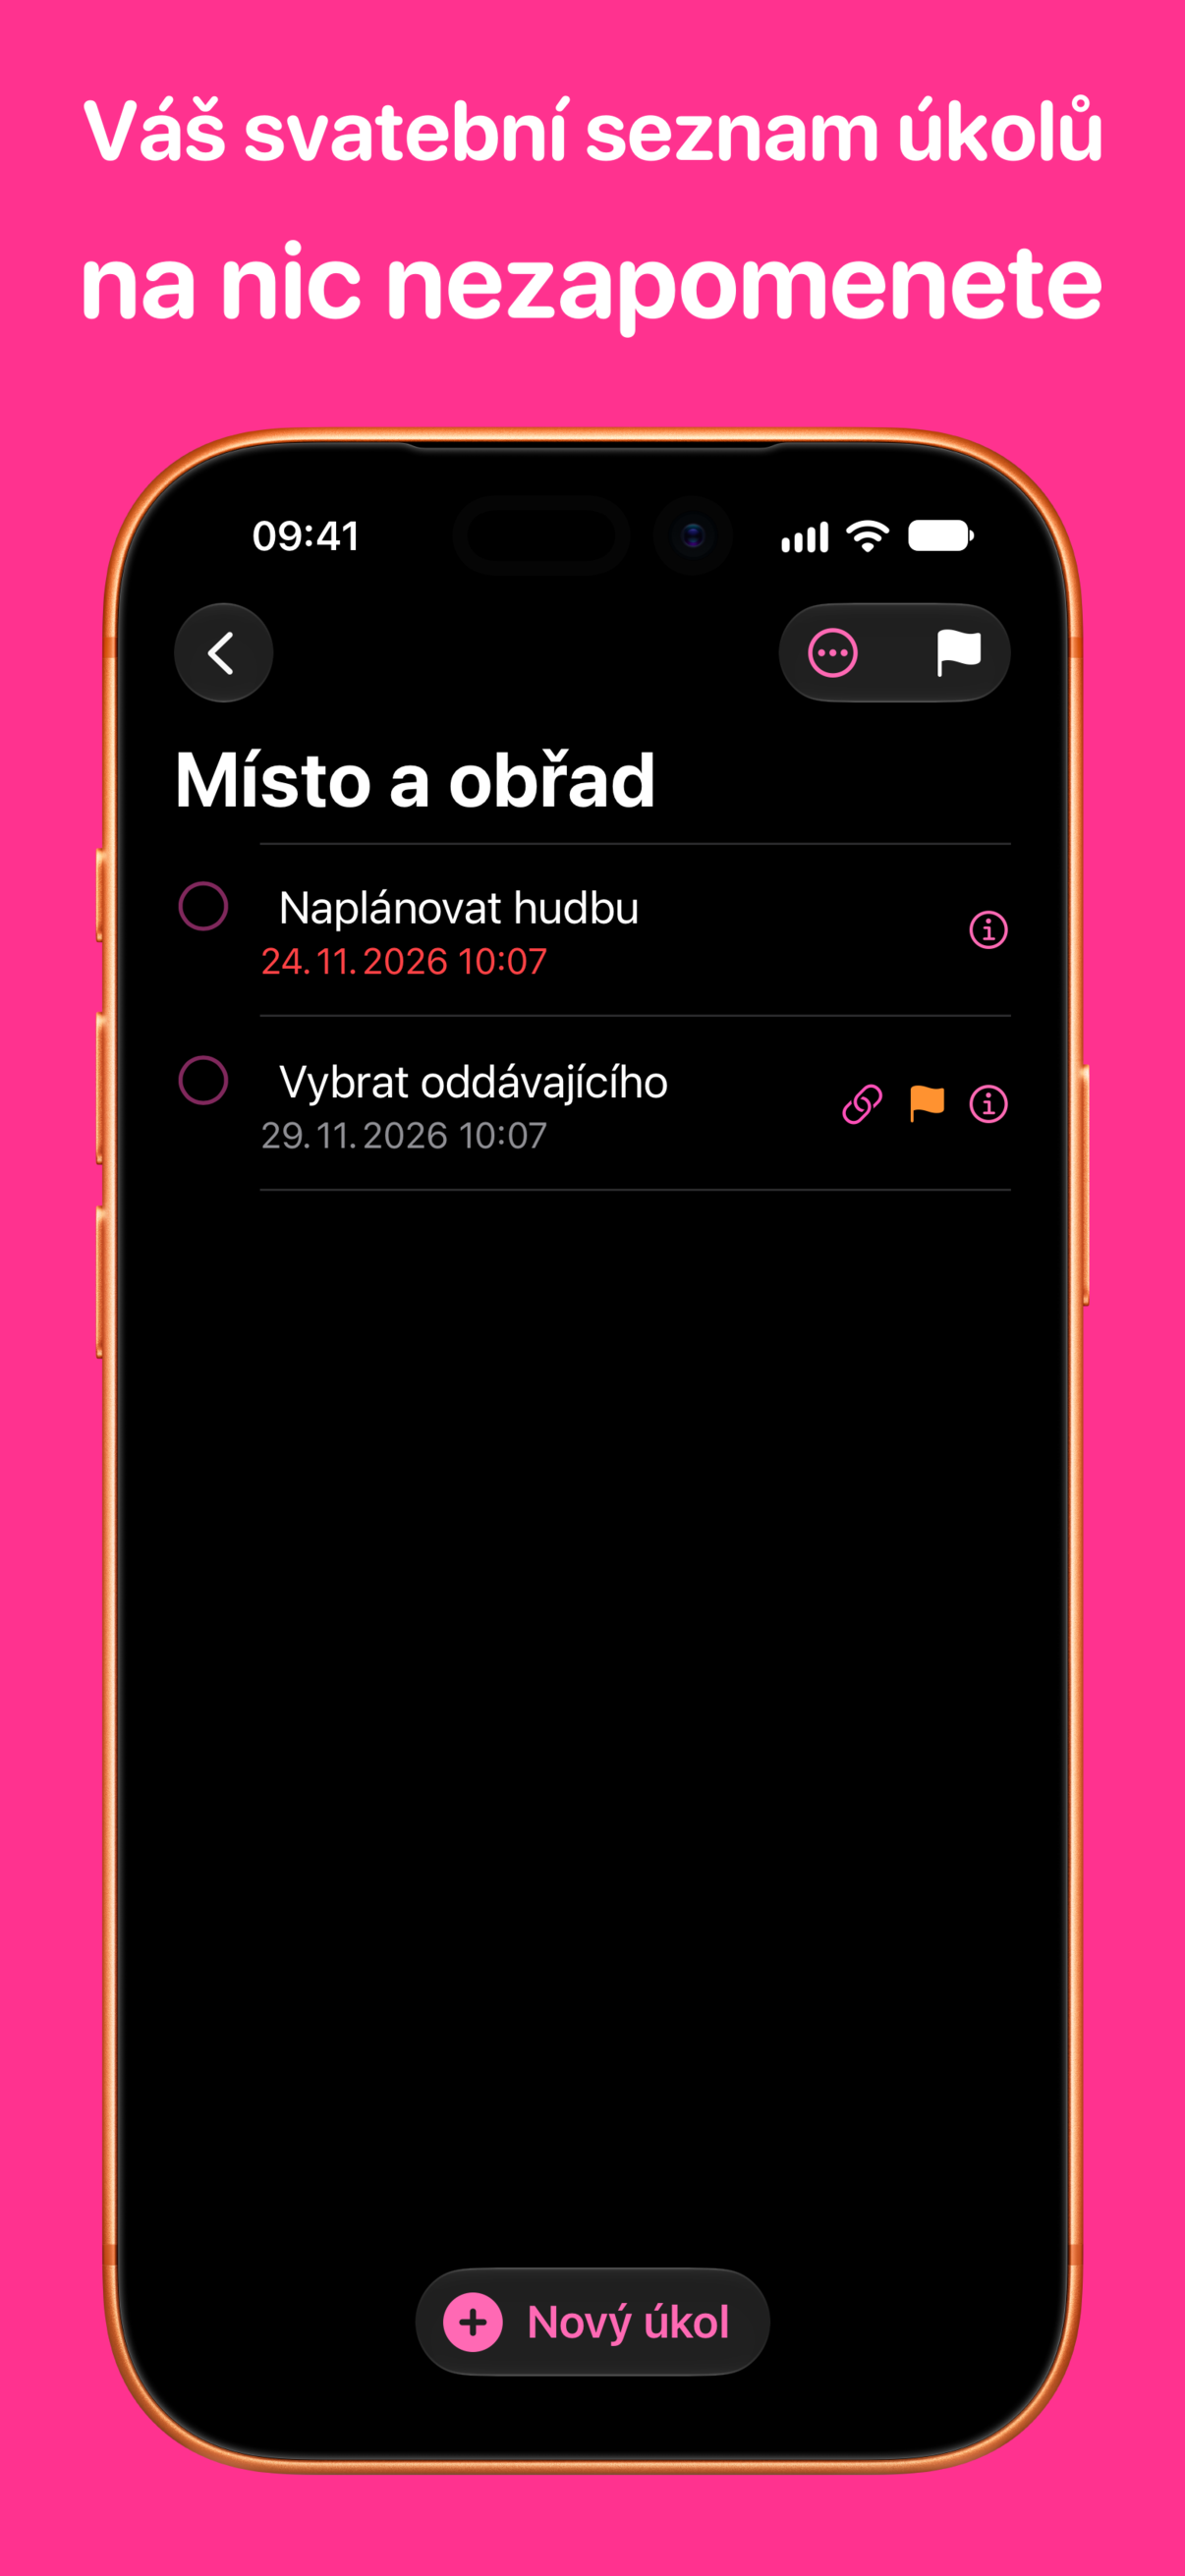 Váš svatební seznam úkolů
na nic nezapomenete
09:41
Místo a obřad
Naplánovat hudbu
24. 11. 2026 10:07
Vybrat oddávajícího
29. 11. 2026 10:07
Nový úkol